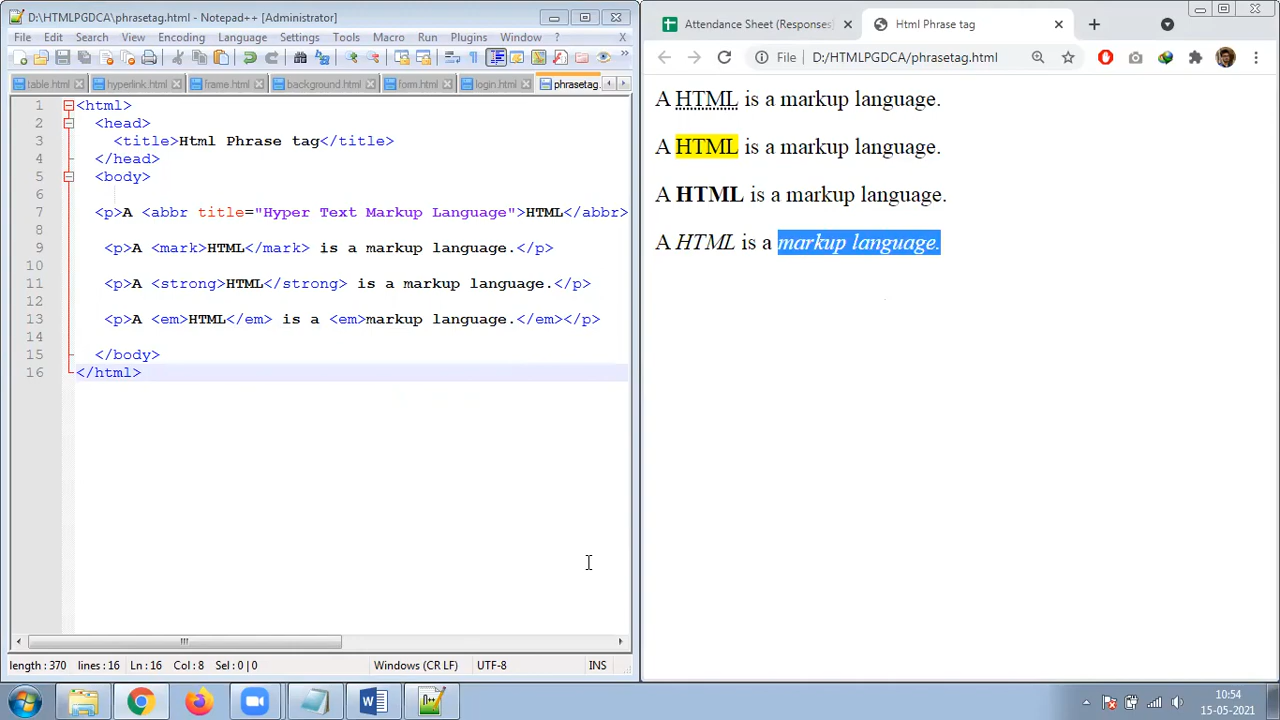 D:\HTMLPGDCA\phrasetag.html - Notepad++ [Administrator]
File Edit Search View Encoding Language Settings Tools Macro Run Plugins Window ? X
table.html hyperlink.html frame.html background.html form.html login.html phrasetag.
1 <html>
2 <head>
3 <title>Html Phrase tag</title>
4 </head>
5 <body>
6
7 <p>A <abbr title="Hyper Text Markup Language">HTML</abbr>
8
9 <p>A <mark>HTML</mark> is a markup language.</p>
10
11 <p>A <strong>HTML</strong> is a markup language.</p>
12
13 <p>A <em>HTML</em> is a <em>markup language.</em></p>
14
15 </body>
16 </html>
length : 370 lines : 16 Ln : 16 Col : 8 Sel : 0 | 0 Windows (CR LF) UTF-8 INS
Attendance Sheet (Responses) Html Phrase tag
File D:/HTMLPGDCA/phrasetag.html
A HTML is a markup language.
A HTML is a markup language.
A HTML is a markup language.
A HTML is a markup language.
10:54
15-05-2021